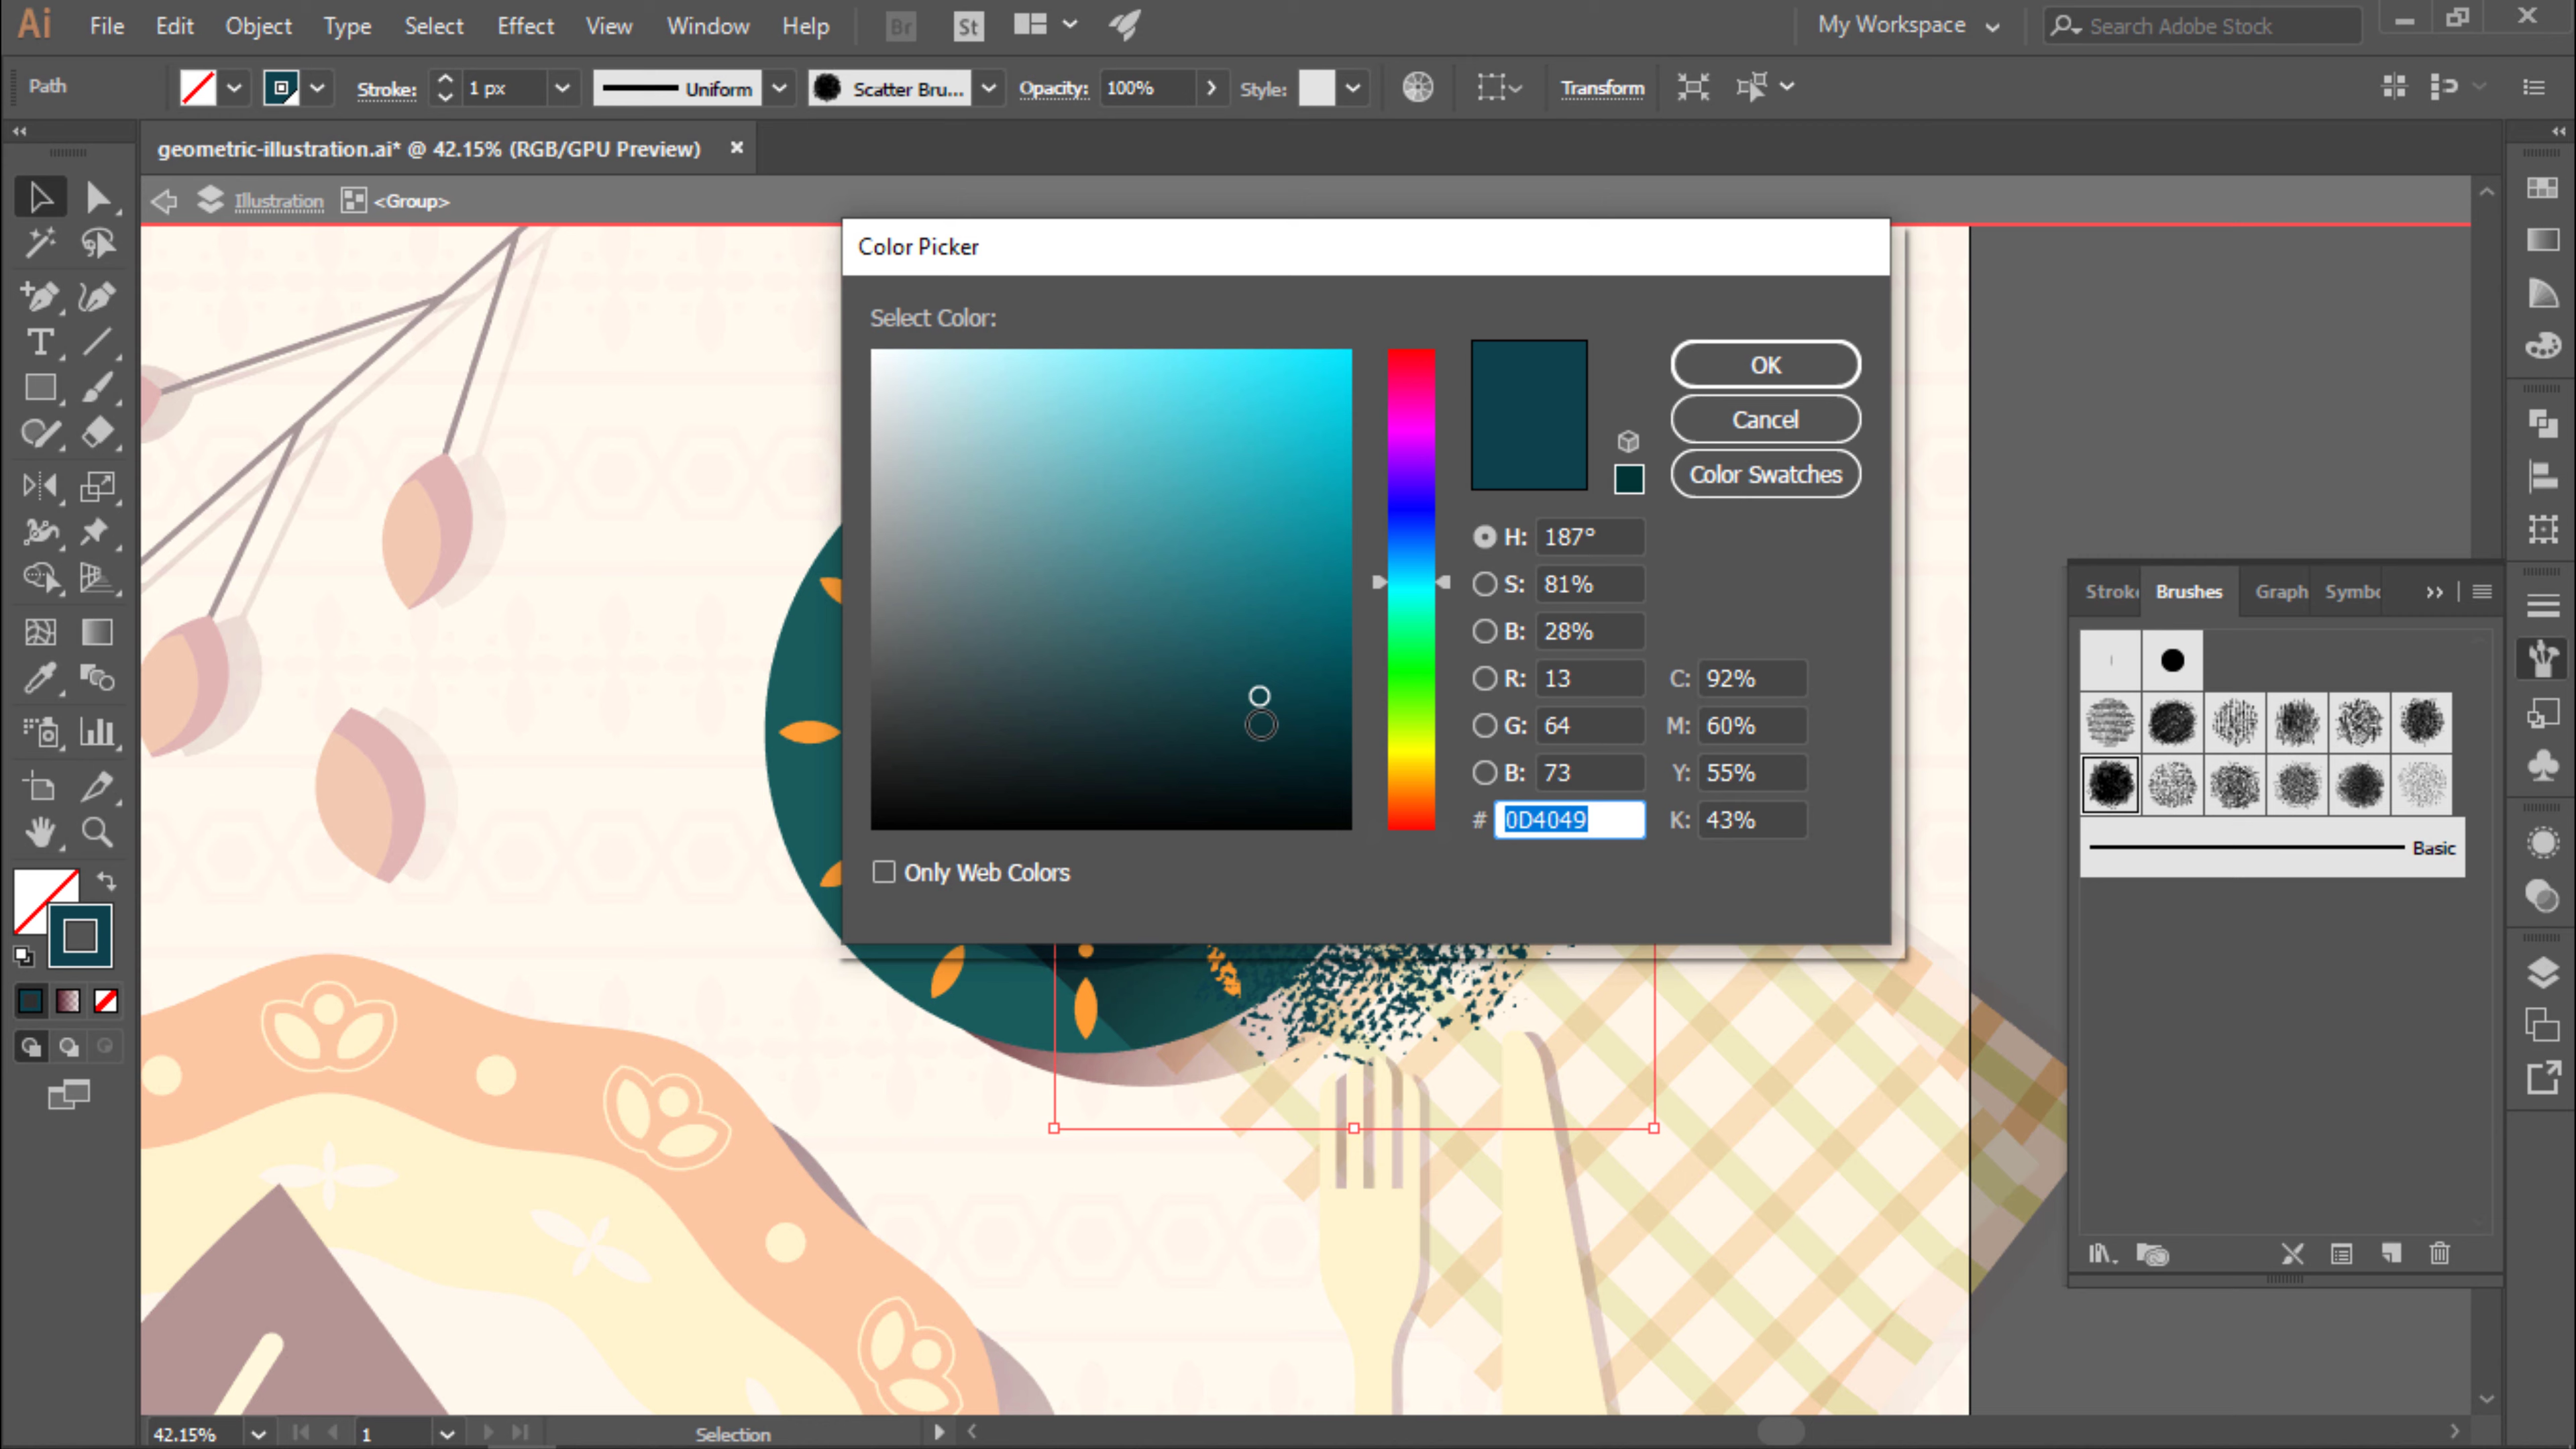 Ai File Edit Object Type Select Effect View Window Help Br St My Workspace Search Adobe Stock
Path Stroke: 1 px Uniform Scatter Bru... Opacity: 100% Style: Transform
geometric-illustration.ai* @ 42.15% (RGB/GPU Preview)
Illustration <Group>
Color Picker
Select Color:
OK
Cancel
Color Swatches
H: 187°
S: 81%
B: 28%
R: 13 C: 92%
G: 64 M: 60%
B: 73 Y: 55%
# 0D4049 K: 43%
Only Web Colors
Stroke Brushes Graph Symbo
Basic
42.15% 1 Selection